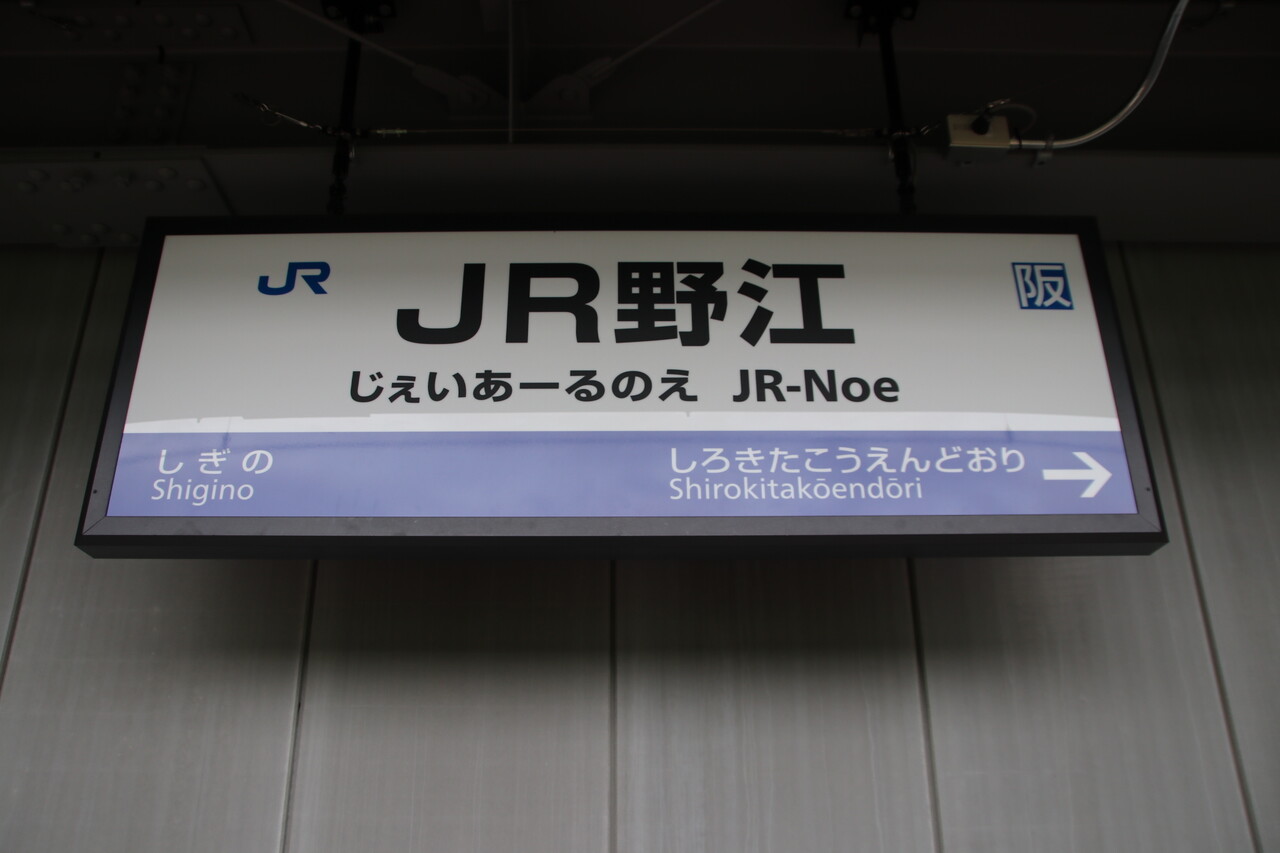 JR
JR野江
阪
じぇいあーるのえ JR-Noe
しぎの
Shigino
しろきたこうえんどおり
Shirokitakōendōri